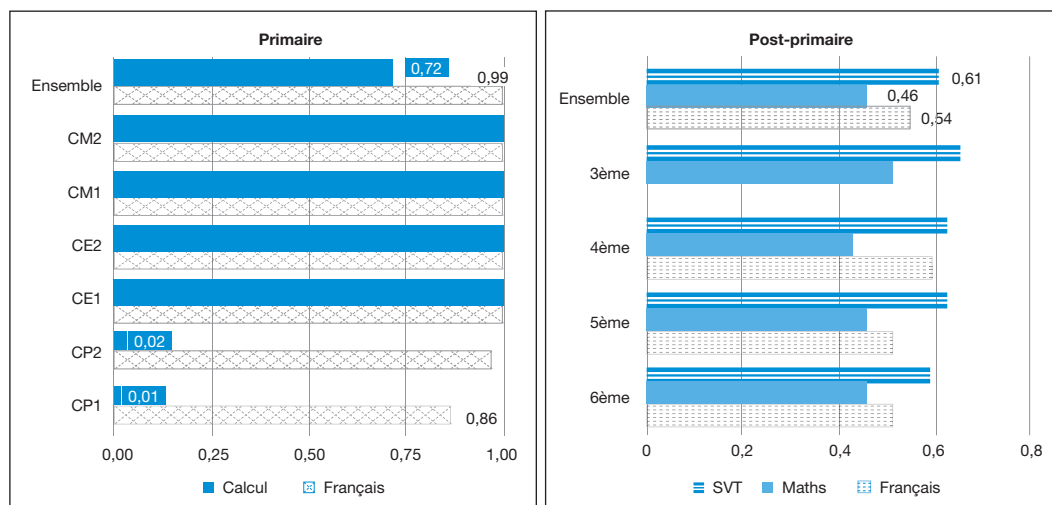 Primaire
Ensemble
0,72
0,99
CM2
CM1
CE2
CE1
CP2
0,02
CP1
0,01
0,86
0,00
0,25
0,50
0,75
1,00
Calcul
Français
Post-primaire
Ensemble
0,61
0,46
0,54
3ème
4ème
5ème
6ème
0
0,2
0,4
0,6
0,8
SVT
Maths
Français